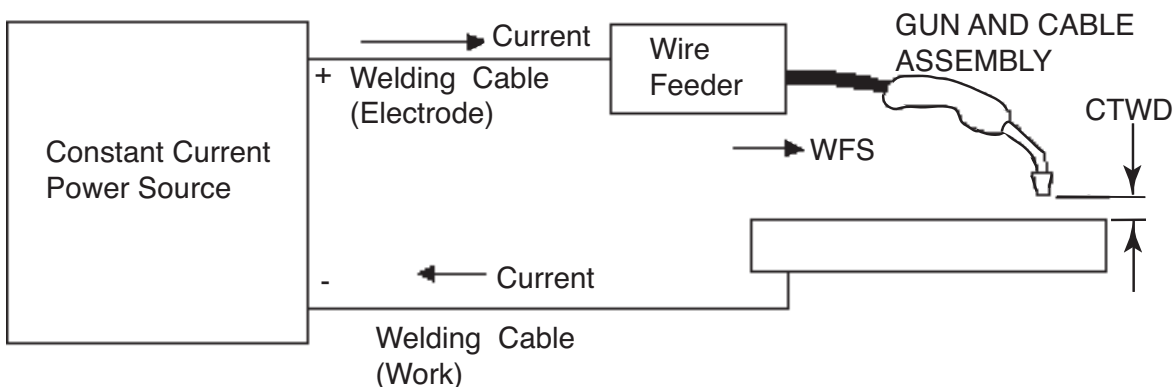 Current
Wire
Feeder
GUN AND CABLE
ASSEMBLY
+
Welding Cable
(Electrode)
CTWD
WFS
Constant Current
Power Source
-
Current
Welding Cable
(Work)